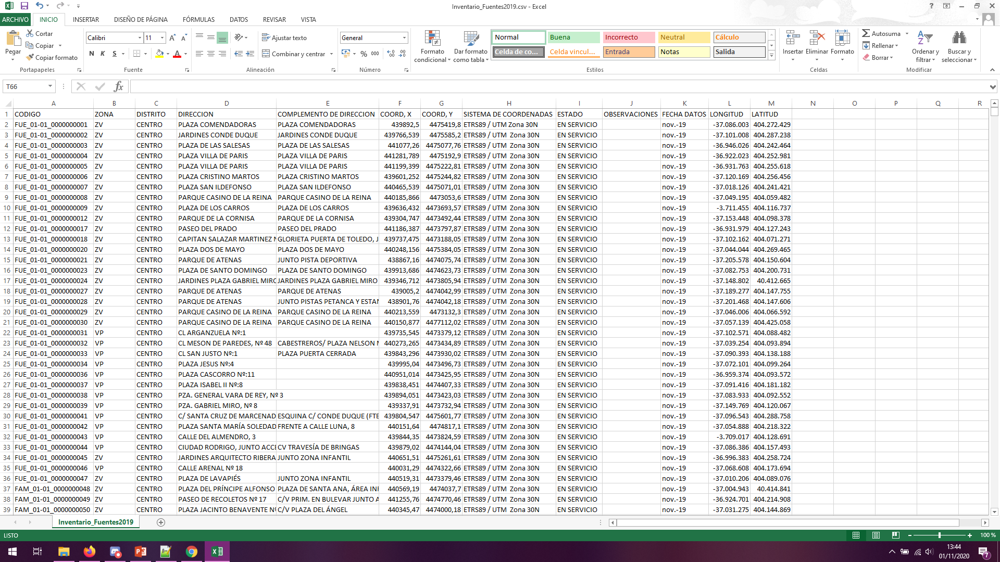 Inventario_Fuentes2019.csv - Excel
ARCHIVO INICIO INSERTAR DISEÑO DE PÁGINA FÓRMULAS DATOS REVISAR VISTA
Pegar
Cortar
Copiar
Copiar formato
Portapapeles
Calibri 11
N K S
Fuente
Ajustar texto
Combinar y centrar
Alineación
General
% 000
Número
Formato condicional
Dar formato como tabla
Normal Buena Incorrecto Neutral Cálculo
Celda de co... Celda vincul... Entrada Notas Salida
Estilos
Insertar Eliminar Formato
Celdas
Autosuma
Rellenar
Borrar
Ordenar y filtrar
Buscar y seleccionar
Modificar
T66
fx
A B C D E F G H I J K L M N O P Q R
1 CODIGO ZONA DISTRITO DIRECCION COMPLEMENTO DE DIRECCION COORD, X COORD, Y SISTEMA DE COORDENADAS ESTADO OBSERVACIONES FECHA DATOS LONGITUD LATITUD
2 FUE_01-01_0000000001 ZV CENTRO PLAZA COMENDADORAS PLAZA COMENDADORAS 439892,5 4475419,8 ETRS89 / UTM Zona 30N EN SERVICIO nov.-19 -37.086.003 404.272.429
3 FUE_01-01_0000000002 ZV CENTRO JARDINES CONDE DUQUE JARDINES CONDE DUQUE 439766,539 4475585,2 ETRS89 / UTM Zona 30N EN SERVICIO nov.-19 -37.101.008 404.287.238
4 FUE_01-01_0000000003 ZV CENTRO PLAZA DE LAS SALESAS PLAZA DE LAS SALESAS 441077,26 4475077,76 ETRS89 / UTM Zona 30N EN SERVICIO nov.-19 -36.946.026 404.242.464
5 FUE_01-01_0000000004 ZV CENTRO PLAZA VILLA DE PARIS PLAZA VILLA DE PARIS 441281,789 4475192,9 ETRS89 / UTM Zona 30N EN SERVICIO nov.-19 -36.922.023 404.252.981
6 FUE_01-01_0000000005 ZV CENTRO PLAZA VILLA DE PARIS PLAZA VILLA DE PARIS 441199,399 4475222,81 ETRS89 / UTM Zona 30N EN SERVICIO nov.-19 -36.931.763 404.255.618
7 FUE_01-01_0000000006 ZV CENTRO PLAZA CRISTINO MARTOS PLAZA CRISTINO MARTOS 439601,252 4475244,82 ETRS89 / UTM Zona 30N EN SERVICIO nov.-19 -37.120.169 404.256.456
8 FUE_01-01_0000000007 ZV CENTRO PLAZA SAN ILDEFONSO PLAZA SAN ILDEFONSO 440465,539 4475071,01 ETRS89 / UTM Zona 30N EN SERVICIO nov.-19 -37.018.126 404.241.421
9 FUE_01-01_0000000008 ZV CENTRO PARQUE CASINO DE LA REINA PARQUE CASINO DE LA REINA 440185,866 4473053,6 ETRS89 / UTM Zona 30N EN SERVICIO nov.-19 -37.049.195 404.059.482
10 FUE_01-01_0000000009 ZV CENTRO PLAZA DE LOS CARROS PLAZA DE LOS CARROS 439636,432 4473693,57 ETRS89 / UTM Zona 30N EN SERVICIO nov.-19 -3.711.455 404.116.737
11 FUE_01-01_0000000012 ZV CENTRO PARQUE DE LA CORNISA PARQUE DE LA CORNISA 439304,747 4473492,44 ETRS89 / UTM Zona 30N EN SERVICIO nov.-19 -37.153.448 404.098.378
12 FUE_01-01_0000000017 ZV CENTRO PASEO DEL PRADO PASEO DEL PRADO 441186,387 4473797,87 ETRS89 / UTM Zona 30N EN SERVICIO nov.-19 -36.931.979 404.127.243
13 FUE_01-01_0000000018 ZV CENTRO CAPITAN SALAZAR MARTINEZ N GLORIETA PUERTA DE TOLEDO, J 439737,475 4473188,05 ETRS89 / UTM Zona 30N EN SERVICIO nov.-19 -37.102.162 404.071.271
14 FUE_01-01_0000000020 ZV CENTRO PLAZA DOS DE MAYO PLAZA DOS DE MAYO 440248,156 4475384,05 ETRS89 / UTM Zona 30N EN SERVICIO nov.-19 -37.044.044 404.269.465
15 FUE_01-01_0000000021 ZV CENTRO PARQUE DE ATENAS JUNTO PISTA DEPORTIVA 438867,16 4474075,74 ETRS89 / UTM Zona 30N EN SERVICIO nov.-19 -37.205.578 404.150.604
16 FUE_01-01_0000000023 ZV CENTRO PLAZA DE SANTO DOMINGO PLAZA DE SANTO DOMINGO 439913,686 4474623,73 ETRS89 / UTM Zona 30N EN SERVICIO nov.-19 -37.082.753 404.200.731
17 FUE_01-01_0000000024 ZV CENTRO JARDINES PLAZA GABRIEL MIRO JARDINES PLAZA GABRIEL MIRO 439346,712 4473805,94 ETRS89 / UTM Zona 30N EN SERVICIO nov.-19 -37.148.802 40.412.665
18 FUE_01-01_0000000027 ZV CENTRO PARQUE DE ATENAS PARQUE DE ATENAS 439005,2 4474042,99 ETRS89 / UTM Zona 30N EN SERVICIO nov.-19 -37.189.277 404.147.755
19 FUE_01-01_0000000028 ZV CENTRO PARQUE DE ATENAS JUNTO PISTAS PETANCA Y ESTAN 438901,76 4474042,18 ETRS89 / UTM Zona 30N EN SERVICIO nov.-19 -37.201.468 404.147.606
20 FUE_01-01_0000000029 ZV CENTRO PARQUE CASINO DE LA REINA PARQUE CASINO DE LA REINA 440213,559 4473132,3 ETRS89 / UTM Zona 30N EN SERVICIO nov.-19 -37.046.006 404.066.592
21 FUE_01-01_0000000030 ZV CENTRO PARQUE CASINO DE LA REINA PARQUE CASINO DE LA REINA 440150,877 4477112,02 ETRS89 / UTM Zona 30N EN SERVICIO nov.-19 -37.057.139 404.425.058
22 FUE_01-01_0000000031 VP CENTRO CL ARGANZUELA Nº:1 439735,545 4473379,12 ETRS89 / UTM Zona 30N EN SERVICIO nov.-19 -37.102.571 404.088.482
23 FUE_01-01_0000000032 VP CENTRO CL MESON DE PAREDES, Nº 48 CABESTREROS/ PLAZA NELSON M 440273,265 4473434,89 ETRS89 / UTM Zona 30N EN SERVICIO nov.-19 -37.039.254 404.093.894
24 FUE_01-01_0000000033 VP CENTRO CL SAN JUSTO Nº:1 PLAZA PUERTA CERRADA 439843,296 4473930,02 ETRS89 / UTM Zona 30N EN SERVICIO nov.-19 -37.090.393 404.138.188
25 FUE_01-01_0000000034 VP CENTRO PLAZA JESUS Nº:4 439995,04 4473496,73 ETRS89 / UTM Zona 30N EN SERVICIO nov.-19 -37.072.101 404.099.264
26 FUE_01-01_0000000036 VP CENTRO PLAZA CASCORRO Nº:11 440951,014 4473425,95 ETRS89 / UTM Zona 30N EN SERVICIO nov.-19 -36.959.374 404.093.572
27 FUE_01-01_0000000037 VP CENTRO PLAZA ISABEL II Nº:8 439838,451 4474407,33 ETRS89 / UTM Zona 30N EN SERVICIO nov.-19 -37.091.416 404.181.182
28 FUE_01-01_0000000038 VP CENTRO PZA. GENERAL VARA DE REY, Nº 3 439894,051 4473423,03 ETRS89 / UTM Zona 30N EN SERVICIO nov.-19 -37.083.933 404.092.552
29 FUE_01-01_0000000039 VP CENTRO PZA. GABRIEL MIRO, Nº 8 439337,91 4473732,94 ETRS89 / UTM Zona 30N EN SERVICIO nov.-19 -37.149.769 404.120.067
30 FUE_01-01_0000000041 VP CENTRO C/ SANTA CRUZ DE MARCENAD ESQUINA C/ CONDE DUQUE (FTE 439804,547 4475601,77 ETRS89 / UTM Zona 30N EN SERVICIO nov.-19 -37.096.543 404.288.758
31 FUE_01-01_0000000042 VP CENTRO PLAZA SANTA MARÍA SOLEDAD FRENTE A CALLE LUNA, 8 440151,64 4474817,1 ETRS89 / UTM Zona 30N EN SERVICIO nov.-19 -37.054.888 404.218.322
32 FUE_01-01_0000000043 VP CENTRO CALLE DEL ALMENDRO, 3 439844,35 4473824,59 ETRS89 / UTM Zona 30N EN SERVICIO nov.-19 -3.709.017 404.128.691
33 FUE_01-01_0000000044 VP CENTRO CIUDAD RODRIGO, JUNTO ACCE CV TRAVESÍA DE BRINGAS 439879,02 4474144,04 ETRS89 / UTM Zona 30N EN SERVICIO nov.-19 -37.086.386 404.157.493
34 FUE_01-01_0000000045 ZV CENTRO JARDINES ARQUITECTO RIBERA JUNTO ZONA INFANTIL 440651,51 4475261,61 ETRS89 / UTM Zona 30N EN SERVICIO nov.-19 -36.996.383 404.258.724
35 FUE_01-01_0000000046 VP CENTRO CALLE ARENAL Nº 18 440031,29 4474322,66 ETRS89 / UTM Zona 30N EN SERVICIO nov.-19 -37.068.608 404.173.694
36 FUE_01-01_0000000047 ZV CENTRO PLAZA DE LAVAPIÉS JUNTO ZONA INFANTIL 440519,31 4473379,46 ETRS89 / UTM Zona 30N EN SERVICIO nov.-19 -37.010.206 404.089.076
37 FAM_01-01_0000000048 ZV CENTRO PLAZA DEL PRÍNCIPE ALFONSO PLAZA DE SANTA ANA, ÁREA INF 440569,19 4474037,7 ETRS89 / UTM Zona 30N EN SERVICIO nov.-19 -37.004.943 40.414.841
38 FAM_01-01_0000000049 ZV CENTRO PASEO DE RECOLETOS Nº 17 C/V PRIM. EN BULEVAR JUNTO A 441255,76 4474770,46 ETRS89 / UTM Zona 30N EN SERVICIO nov.-19 -36.924.701 404.214.908
39 FAM_01-01_0000000050 ZV CENTRO PLAZA JACINTO BENAVENTE Nº C/V PLAZA DEL ÁNGEL 440345,47 4474000,18 ETRS89 / UTM Zona 30N EN SERVICIO nov.-19 -37.031.275 404.144.869
Inventario_Fuentes2019
LISTO 100 %
13:44
01/11/2020
7